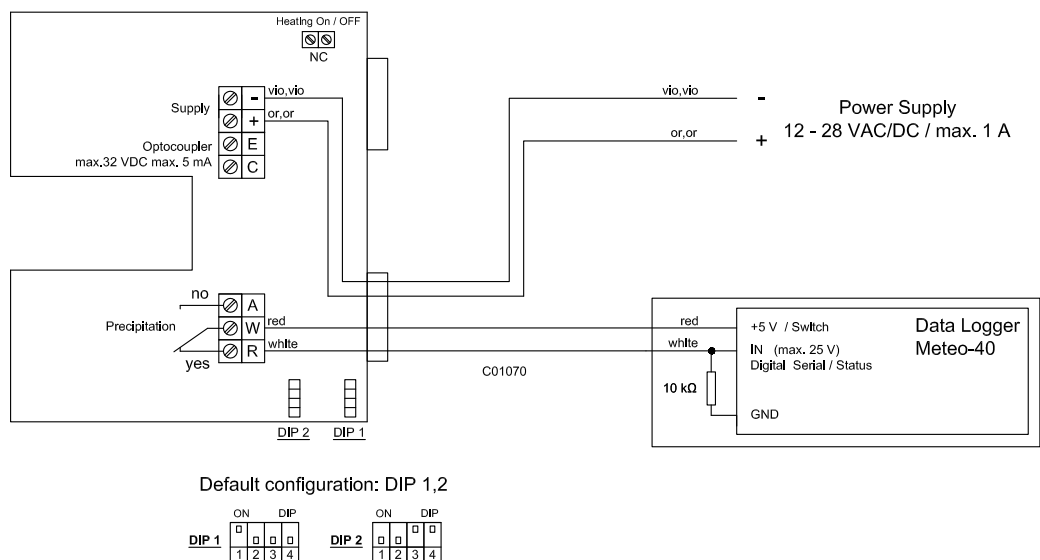 Heating On / OFF
NC
Supply
- vio,vio
+ or,or
Optocoupler E
max.32 VDC max. 5 mA C
vio,vio -
or,or +
Power Supply
12 - 28 VAC/DC / max. 1 A
no A
Precipitation W red
yes R white
C01070
red +5 V / Switch
white IN (max. 25 V)
Digital Serial / Status
10 kΩ
GND
Data Logger
Meteo-40
DIP 2 DIP 1
Default configuration: DIP 1,2
ON DIP
DIP 1
1 2 3 4
ON DIP
DIP 2
1 2 3 4